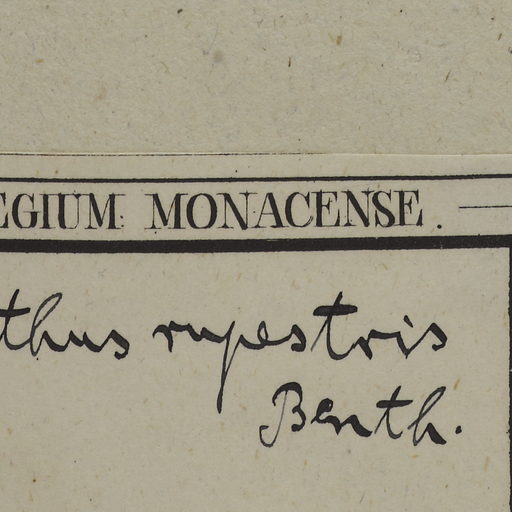 EGIUM MONACENSE.
thus rupestris
Benth.